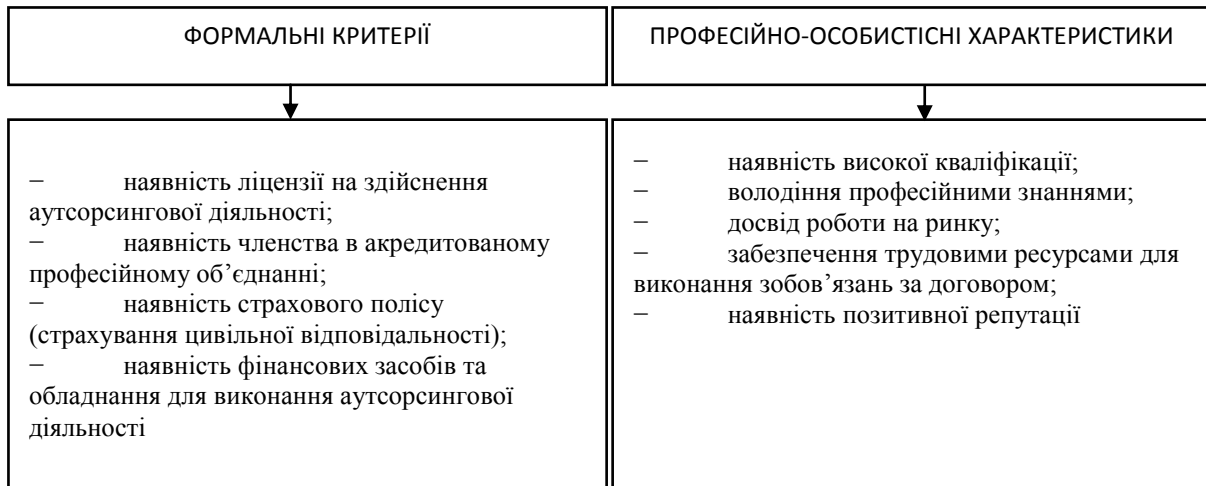 ФОРМАЛЬНІ КРИТЕРІЇ
− наявність ліцензії на здійснення
аутсорсингової діяльності;
− наявність членства в акредитованому
професійному об’єднанні;
− наявність страхового полісу
(страхування цивільної відповідальності);
− наявність фінансових засобів та
обладнання для виконання аутсорсингової
діяльності
ПРОФЕСІЙНО-ОСОБИСТІСНІ ХАРАКТЕРИСТИКИ
− наявність високої кваліфікації;
− володіння професійними знаннями;
− досвід роботи на ринку;
− забезпечення трудовими ресурсами для
виконання зобов’язань за договором;
− наявність позитивної репутації